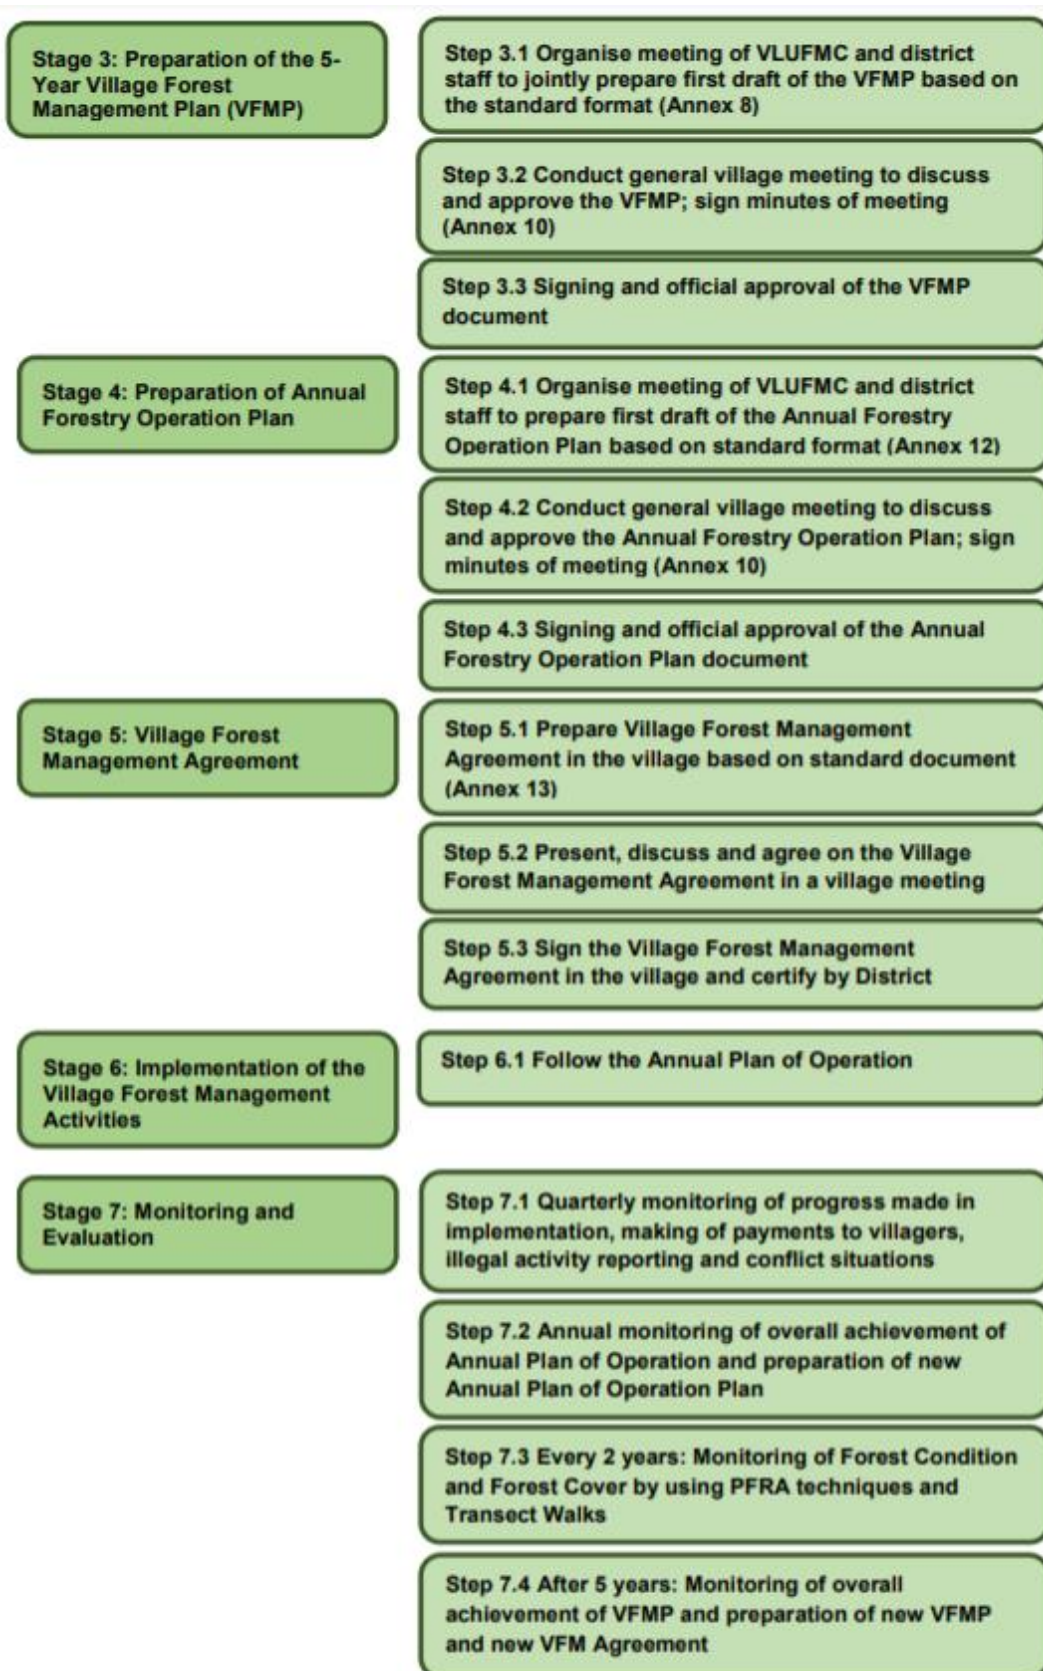 Stage 3: Preparation of the 5-
Year Village Forest
Management Plan (VFMP)
Step 3.1 Organise meeting of VLUFMC and district
staff to jointly prepare first draft of the VFMP based on
the standard format (Annex 8)
Step 3.2 Conduct general village meeting to discuss
and approve the VFMP; sign minutes of meeting
(Annex 10)
Step 3.3 Signing and official approval of the VFMP
document
Stage 4: Preparation of Annual
Forestry Operation Plan
Step 4.1 Organise meeting of VLUFMC and district
staff to prepare first draft of the Annual Forestry
Operation Plan based on standard format (Annex 12)
Step 4.2 Conduct general village meeting to discuss
and approve the Annual Forestry Operation Plan; sign
minutes of meeting (Annex 10)
Step 4.3 Signing and official approval of the Annual
Forestry Operation Plan document
Stage 5: Village Forest
Management Agreement
Step 5.1 Prepare Village Forest Management
Agreement in the village based on standard document
(Annex 13)
Step 5.2 Present, discuss and agree on the Village
Forest Management Agreement in a village meeting
Step 5.3 Sign the Village Forest Management
Agreement in the village and certify by District
Stage 6: Implementation of the
Village Forest Management
Activities
Step 6.1 Follow the Annual Plan of Operation
Stage 7: Monitoring and
Evaluation
Step 7.1 Quarterly monitoring of progress made in
implementation, making of payments to villagers,
illegal activity reporting and conflict situations
Step 7.2 Annual monitoring of overall achievement of
Annual Plan of Operation and preparation of new
Annual Plan of Operation Plan
Step 7.3 Every 2 years: Monitoring of Forest Condition
and Forest Cover by using PFRA techniques and
Transect Walks
Step 7.4 After 5 years: Monitoring of overall
achievement of VFMP and preparation of new VFMP
and new VFM Agreement